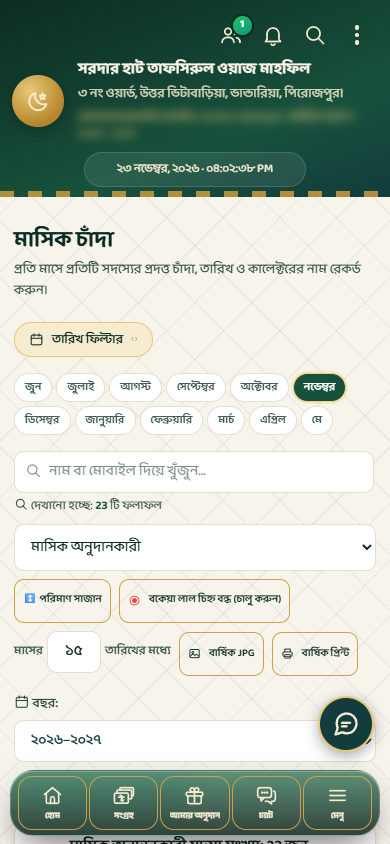 1
সরদার হাট তাফসিরুল ওয়াজ মাহফিল
৩ নং ওয়ার্ড, উত্তর ভিটাবাড়িয়া, ভান্ডারিয়া, পিরোজপুর।
২৩ নভেম্বর, ২০২৬ · ০৪:০২:৩৮ PM
মাসিক চাঁদা
প্রতি মাসে প্রতিটি সদস্যের প্রদত্ত চাঁদা, তারিখ ও কালেক্টরের নাম রেকর্ড
করুন।
তারিখ ফিল্টার
জুন জুলাই আগস্ট সেপ্টেম্বর অক্টোবর নভেম্বর
ডিসেম্বর জানুয়ারি ফেব্রুয়ারি মার্চ এপ্রিল মে
নাম বা মোবাইল দিয়ে খুঁজুন...
দেখানো হচ্ছে: 23 টি ফলাফল
মাসিক অনুদানকারী
পরিমাণ সাজান বকেয়া লাল চিহ্ন বন্ধ (চালু করুন)
মাসের ১৫ তারিখের মধ্যে বার্ষিক JPG বার্ষিক প্রিন্ট
বছর:
২০২৬–২০২৭
হোম সংগ্রহ আমার অনুদান চ্যাট মেনু